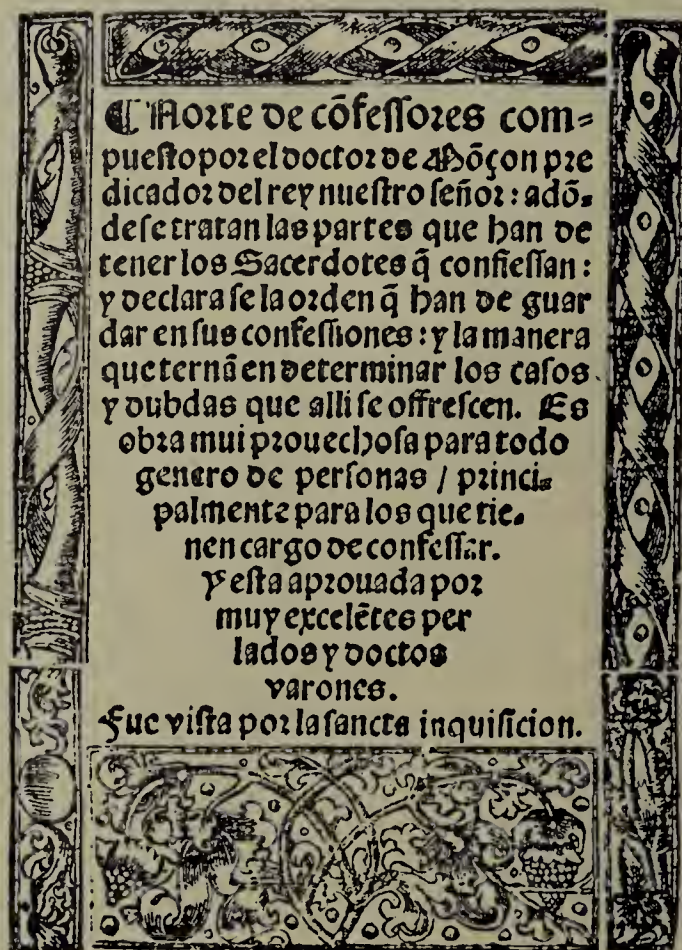 ¶ Norte de cõfessores com=
puesto por el doctor de Mõçon pre
dicador del rey nuestro señor: adõ.
de se tratan las partes que han de
tener los Sacerdotes q̃ confiessan:
y declara se la orden q̃ han de guar
dar en sus confessiones: y la manera
que ternã en determinar los casos
y dubdas que alli se offrescen. Es
obra mui prouechosa para todo
genero de personas / princi=
palmente para los que tie.
nen cargo de confessar.
Y esta aprouada por
muy excelẽtes per
lados y doctos
varones.
Fue vista por la sancta inquisicion.